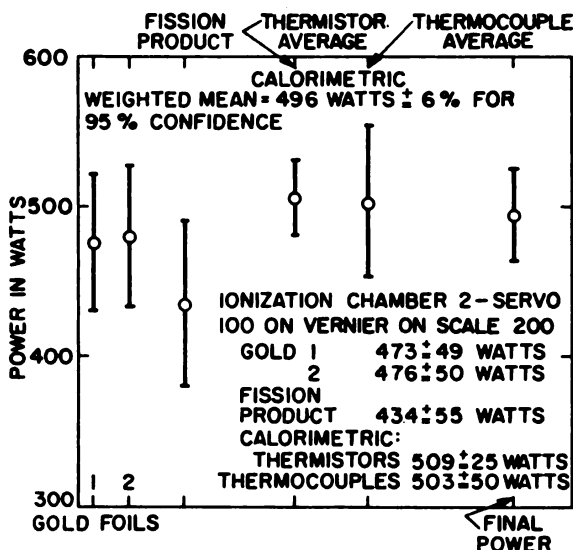 FISSION PRODUCT
THERMISTOR AVERAGE
THERMOCOUPLE AVERAGE
600
CALORIMETRIC
WEIGHTED MEAN = 496 WATTS ± 6% FOR
95% CONFIDENCE
500
POWER IN WATTS
400
IONIZATION CHAMBER 2-SERVO
100 ON VERNIER ON SCALE 200
GOLD 1 473±49 WATTS
2 476±50 WATTS
FISSION
PRODUCT 434±55 WATTS
CALORIMETRIC:
THERMISTORS 509±25 WATTS
THERMOCOUPLES 503±50 WATTS
1 2
300
GOLD FOILS
FINAL
POWER